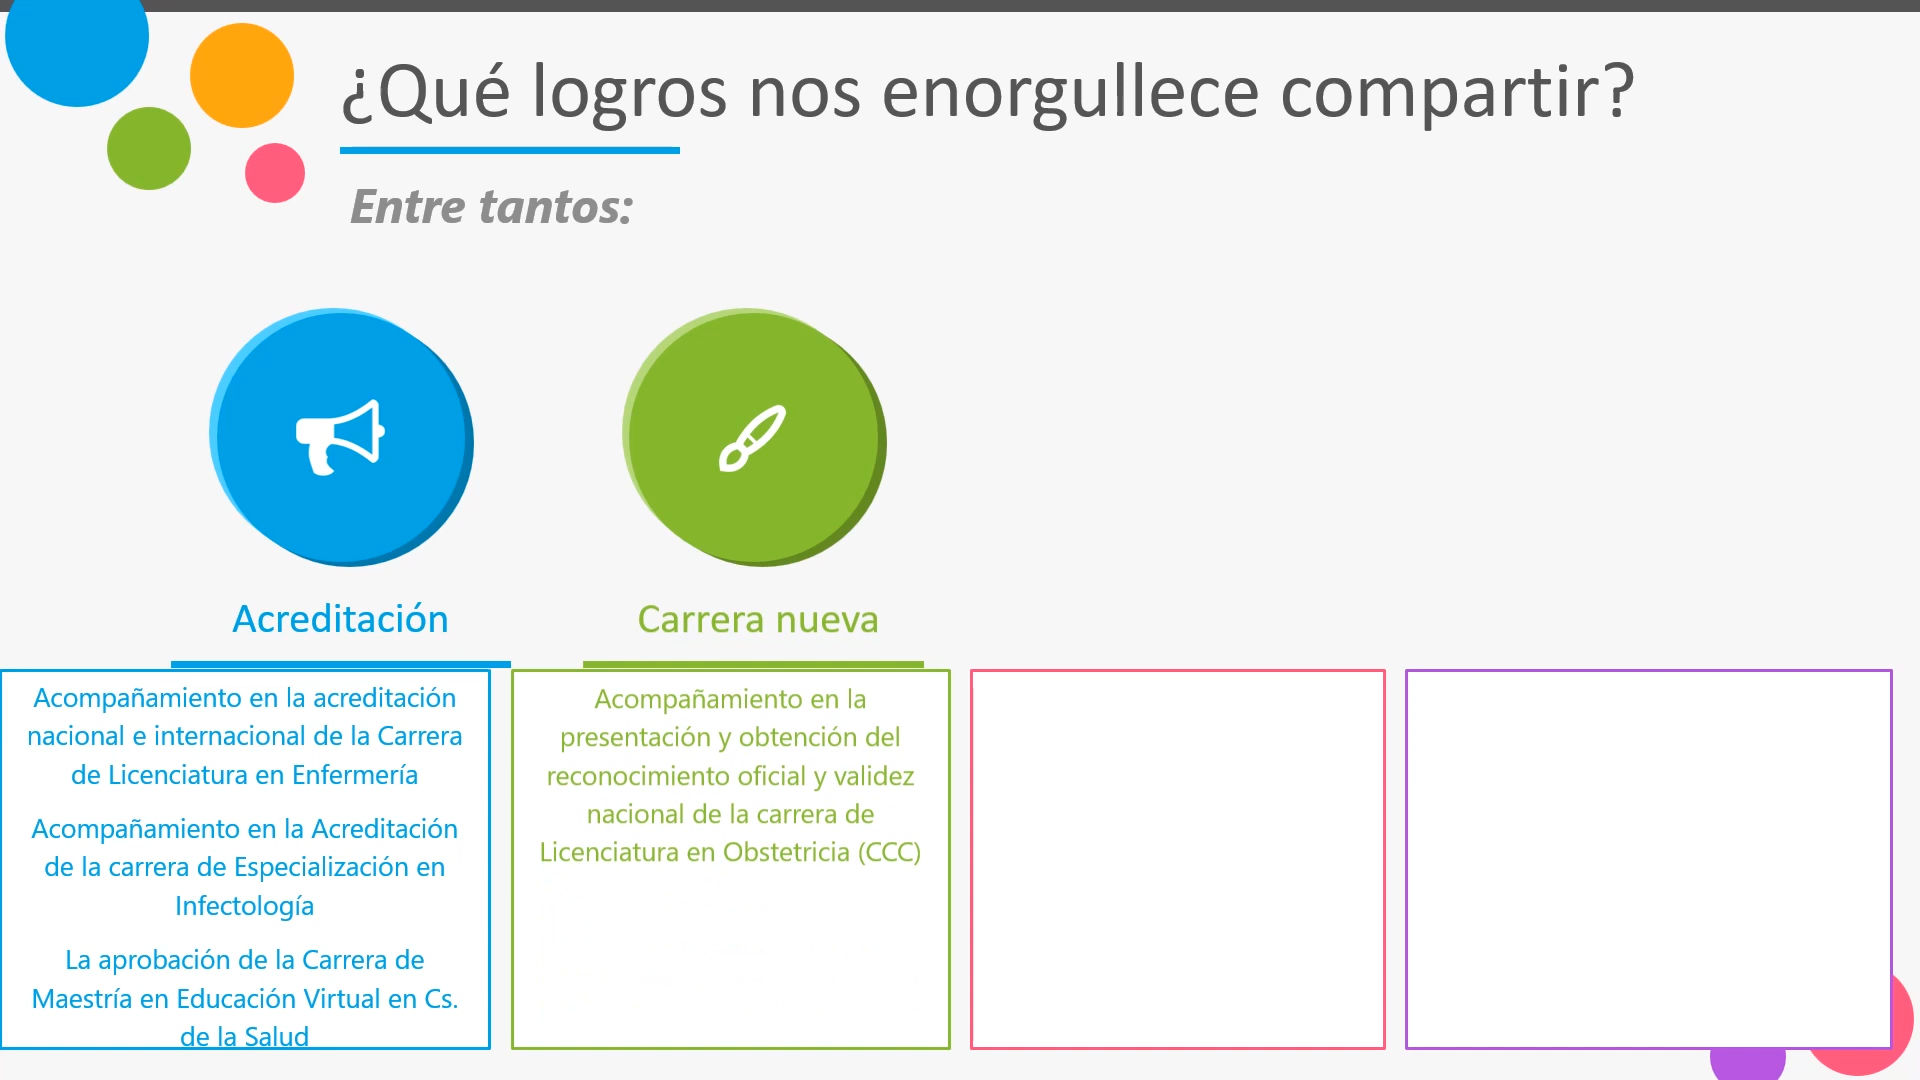 ¿Qué logros nos enorgullece compartir?
Entre tantos:
Acreditación
Acompañamiento en la acreditación
nacional e internacional de la Carrera
de Licenciatura en Enfermería
Acompañamiento en la Acreditación
de la carrera de Especialización en
Infectología
La aprobación de la Carrera de
Maestría en Educación Virtual en Cs.
de la Salud
Carrera nueva
Acompañamiento en la
presentación y obtención del
reconocimiento oficial y validez
nacional de la carrera de
Licenciatura en Obstetricia (CCC)